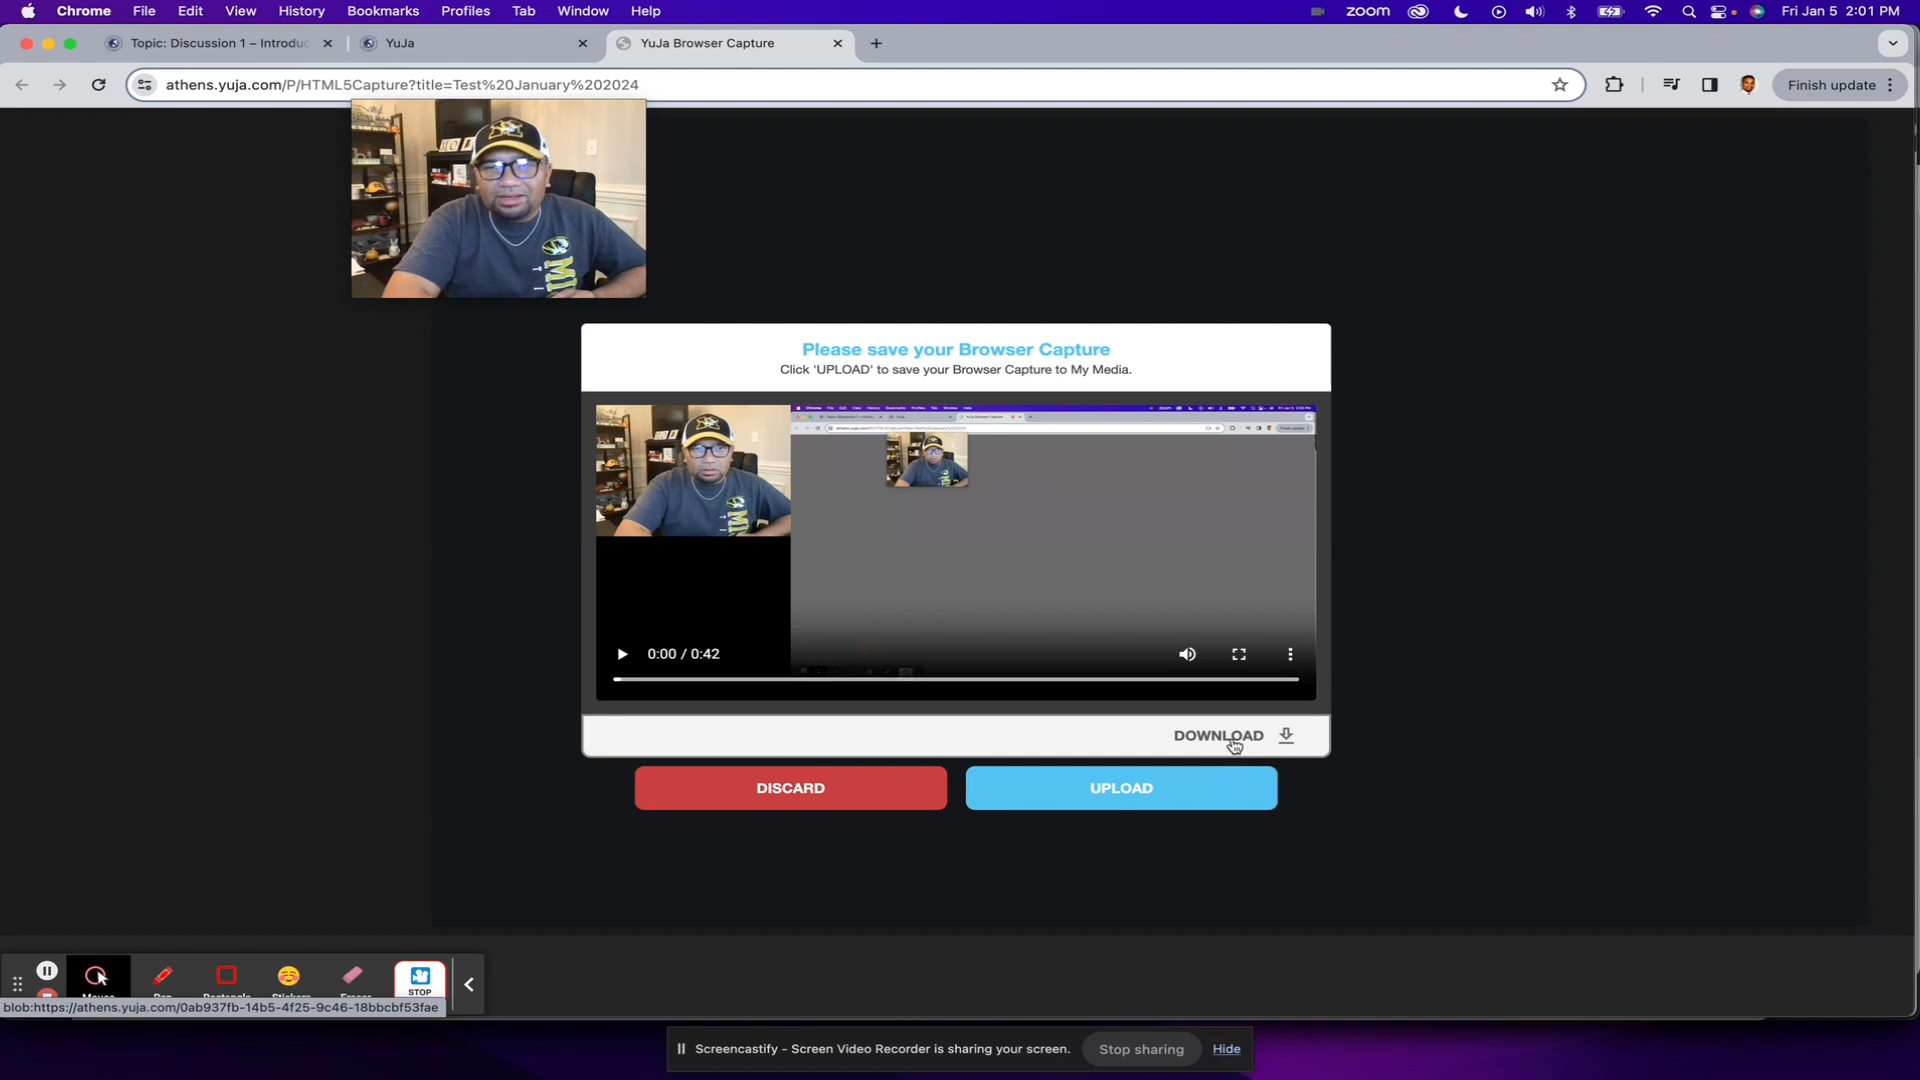 Chrome File Edit View History Bookmarks Profiles Tab Window Help zoom Fri Jan 5 2:01 PM
Topic: Discussion 1 – Introduc YuJa YuJa Browser Capture
athens.yuja.com/P/HTML5Capture?title=Test%20January%202024 Finish update
Please save your Browser Capture
Click 'UPLOAD' to save your Browser Capture to My Media.
0:00 / 0:42
DOWNLOAD
DISCARD UPLOAD
STOP
blob:https://athens.yuja.com/0ab937fb-14b5-4f25-9c46-18bbcbf53fae
Screencastify - Screen Video Recorder is sharing your screen. Stop sharing Hide